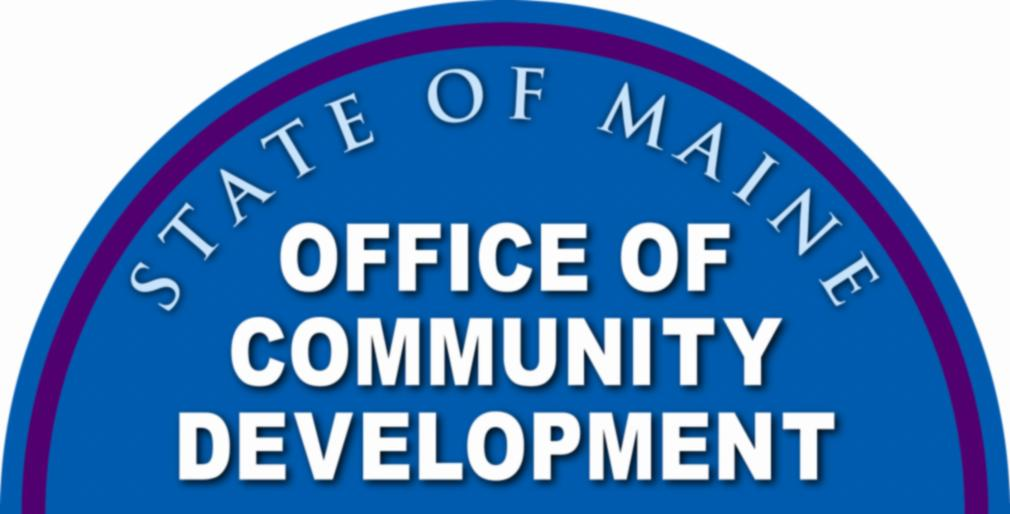 STATE OF MAINE
OFFICE OF
COMMUNITY
DEVELOPMENT